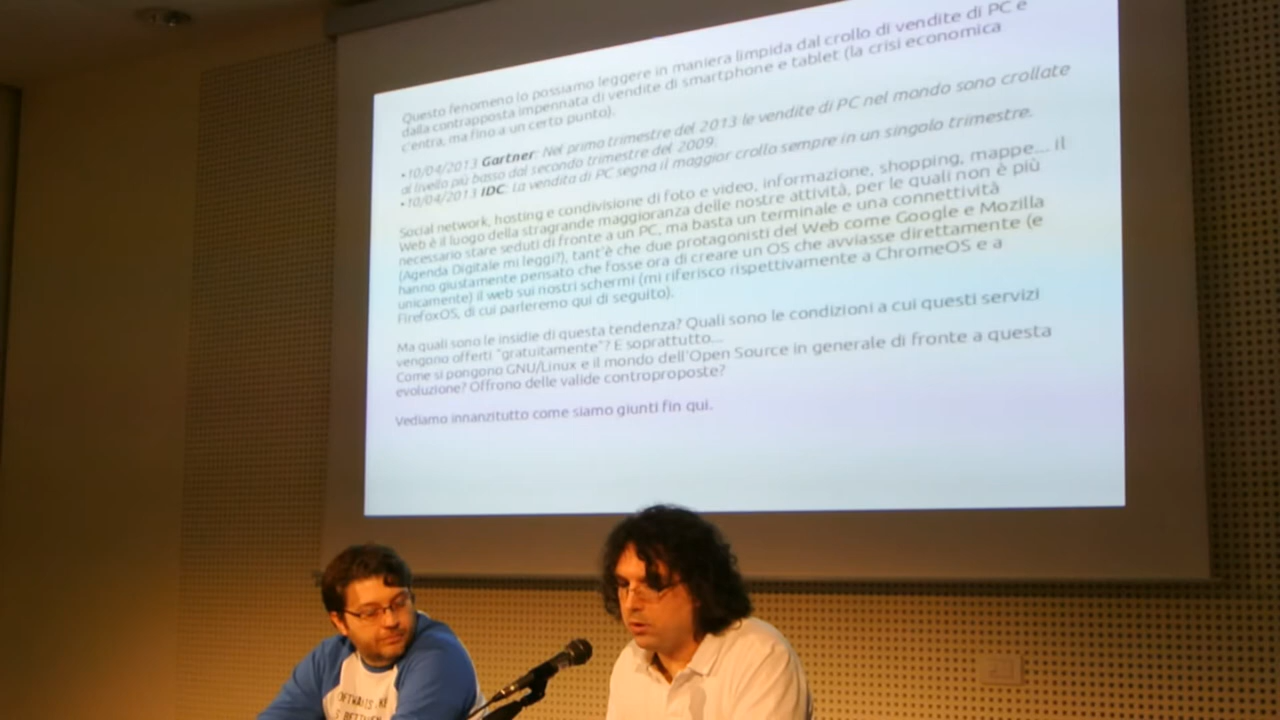 Questo fenomeno lo possiamo leggere in maniera limpida dal crollo di vendite di PC e
dalla contrapposta impennata di vendite di smartphone e tablet (la crisi economica
c'entra, ma fino a un certo punto).
•10/04/2013 Gartner: Nel primo trimestre del 2013 le vendite di PC nel mondo sono crollate
al livello più basso dal secondo trimestre del 2009.
•10/04/2013 IDC: La vendita di PC segna il maggior crollo sempre in un singolo trimestre.
Social network, hosting e condivisione di foto e video, informazione, shopping, mappe... il
Web è il luogo della stragrande maggioranza delle nostre attività, per le quali non è più
necessario stare seduti di fronte a un PC, ma basta un terminale e una connettività
(Agenda Digitale mi leggi?), tant'è che due protagonisti del Web come Google e Mozilla
hanno giustamente pensato che fosse ora di creare un OS che avviasse direttamente (e
unicamente) il web sui nostri schermi (mi riferisco rispettivamente a ChromeOS e a
FirefoxOS, di cui parleremo qui di seguito).
Ma quali sono le insidie di questa tendenza? Quali sono le condizioni a cui questi servizi
vengono offerti "gratuitamente"? E soprattutto...
Come si pongono GNU/Linux e il mondo dell'Open Source in generale di fronte a questa
evoluzione? Offrono delle valide controproposte?
Vediamo innanzitutto come siamo giunti fin qui.